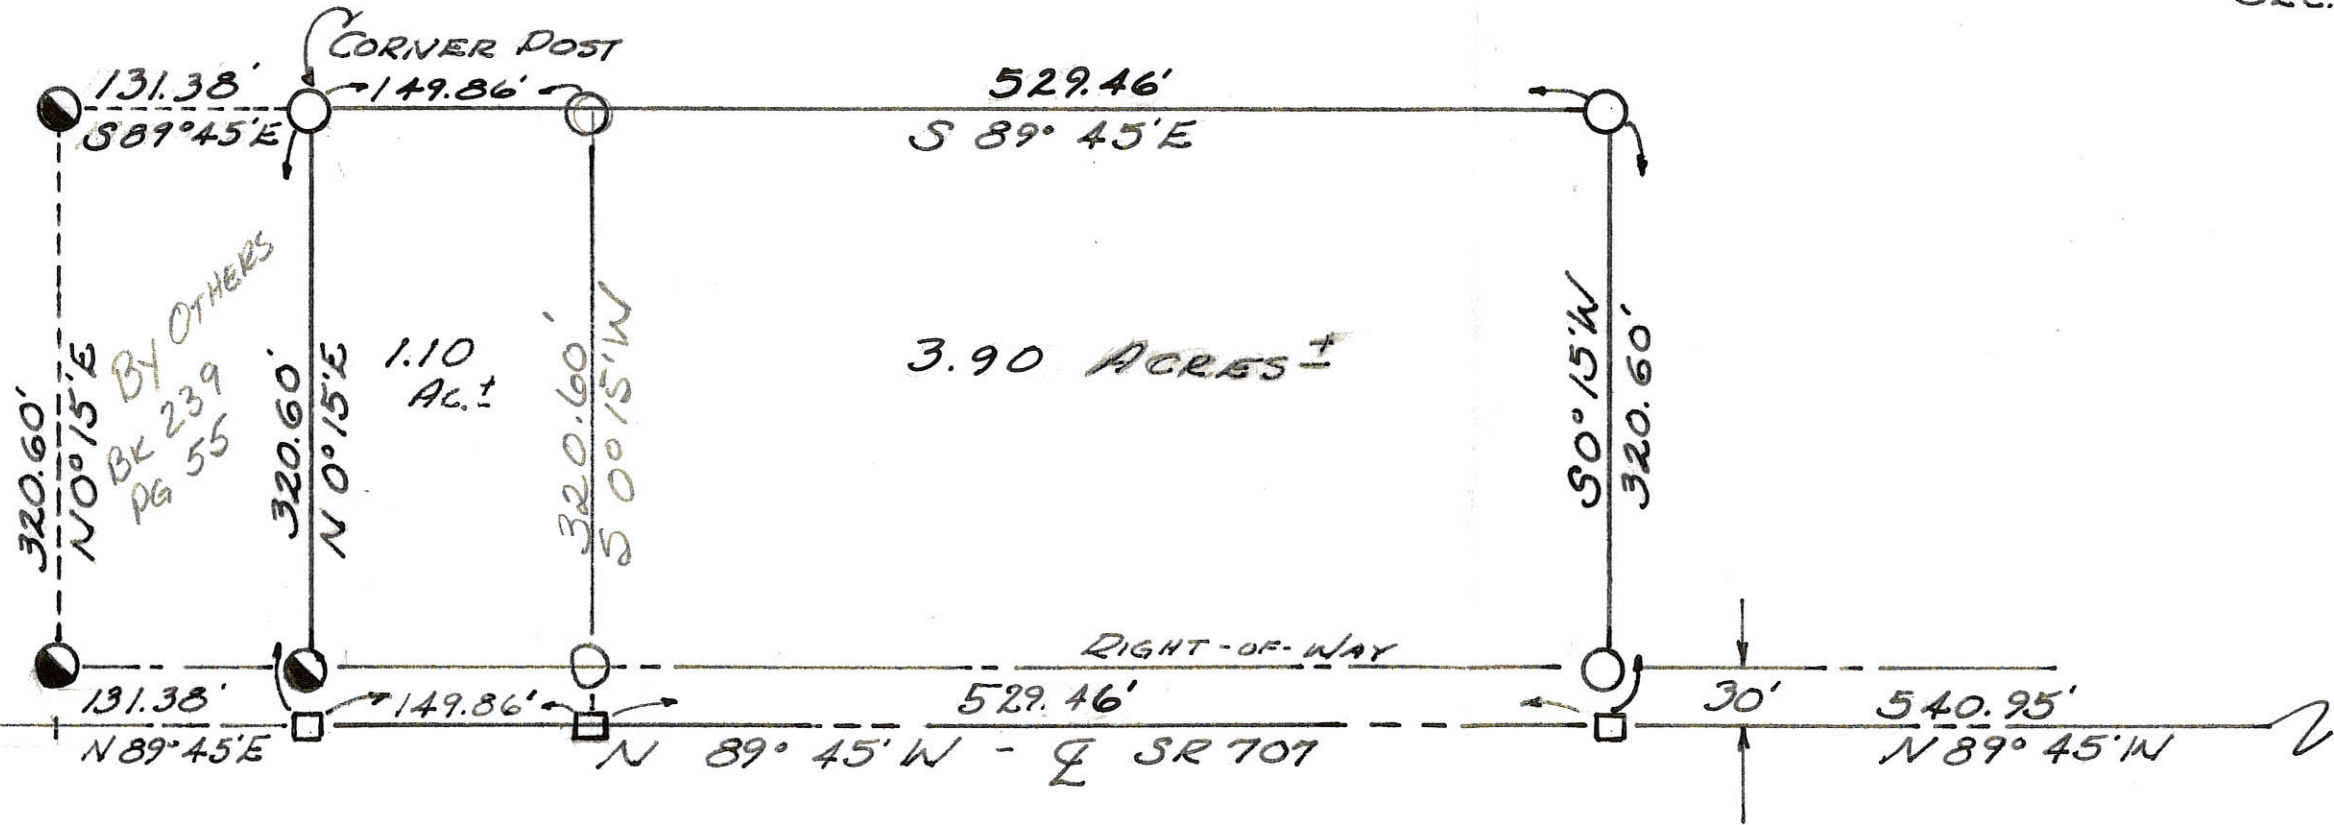 CORNER POST
131.38'
149.86'
529.46'
S89°45'E
S 89° 45'E
BY OTHERS
BK 239
PG 55
320.60'
N0°15'E
320.60'
N 0°15'E
1.10
AC.±
320.60'
S 0°15'W
3.90 ACRES±
S0°15'W
320.60'
RIGHT-OF-WAY
131.38'
149.86'
529.46'
30'
540.95'
N89°45'E
N 89° 45'W - ℄ SR 707
N 89° 45'W